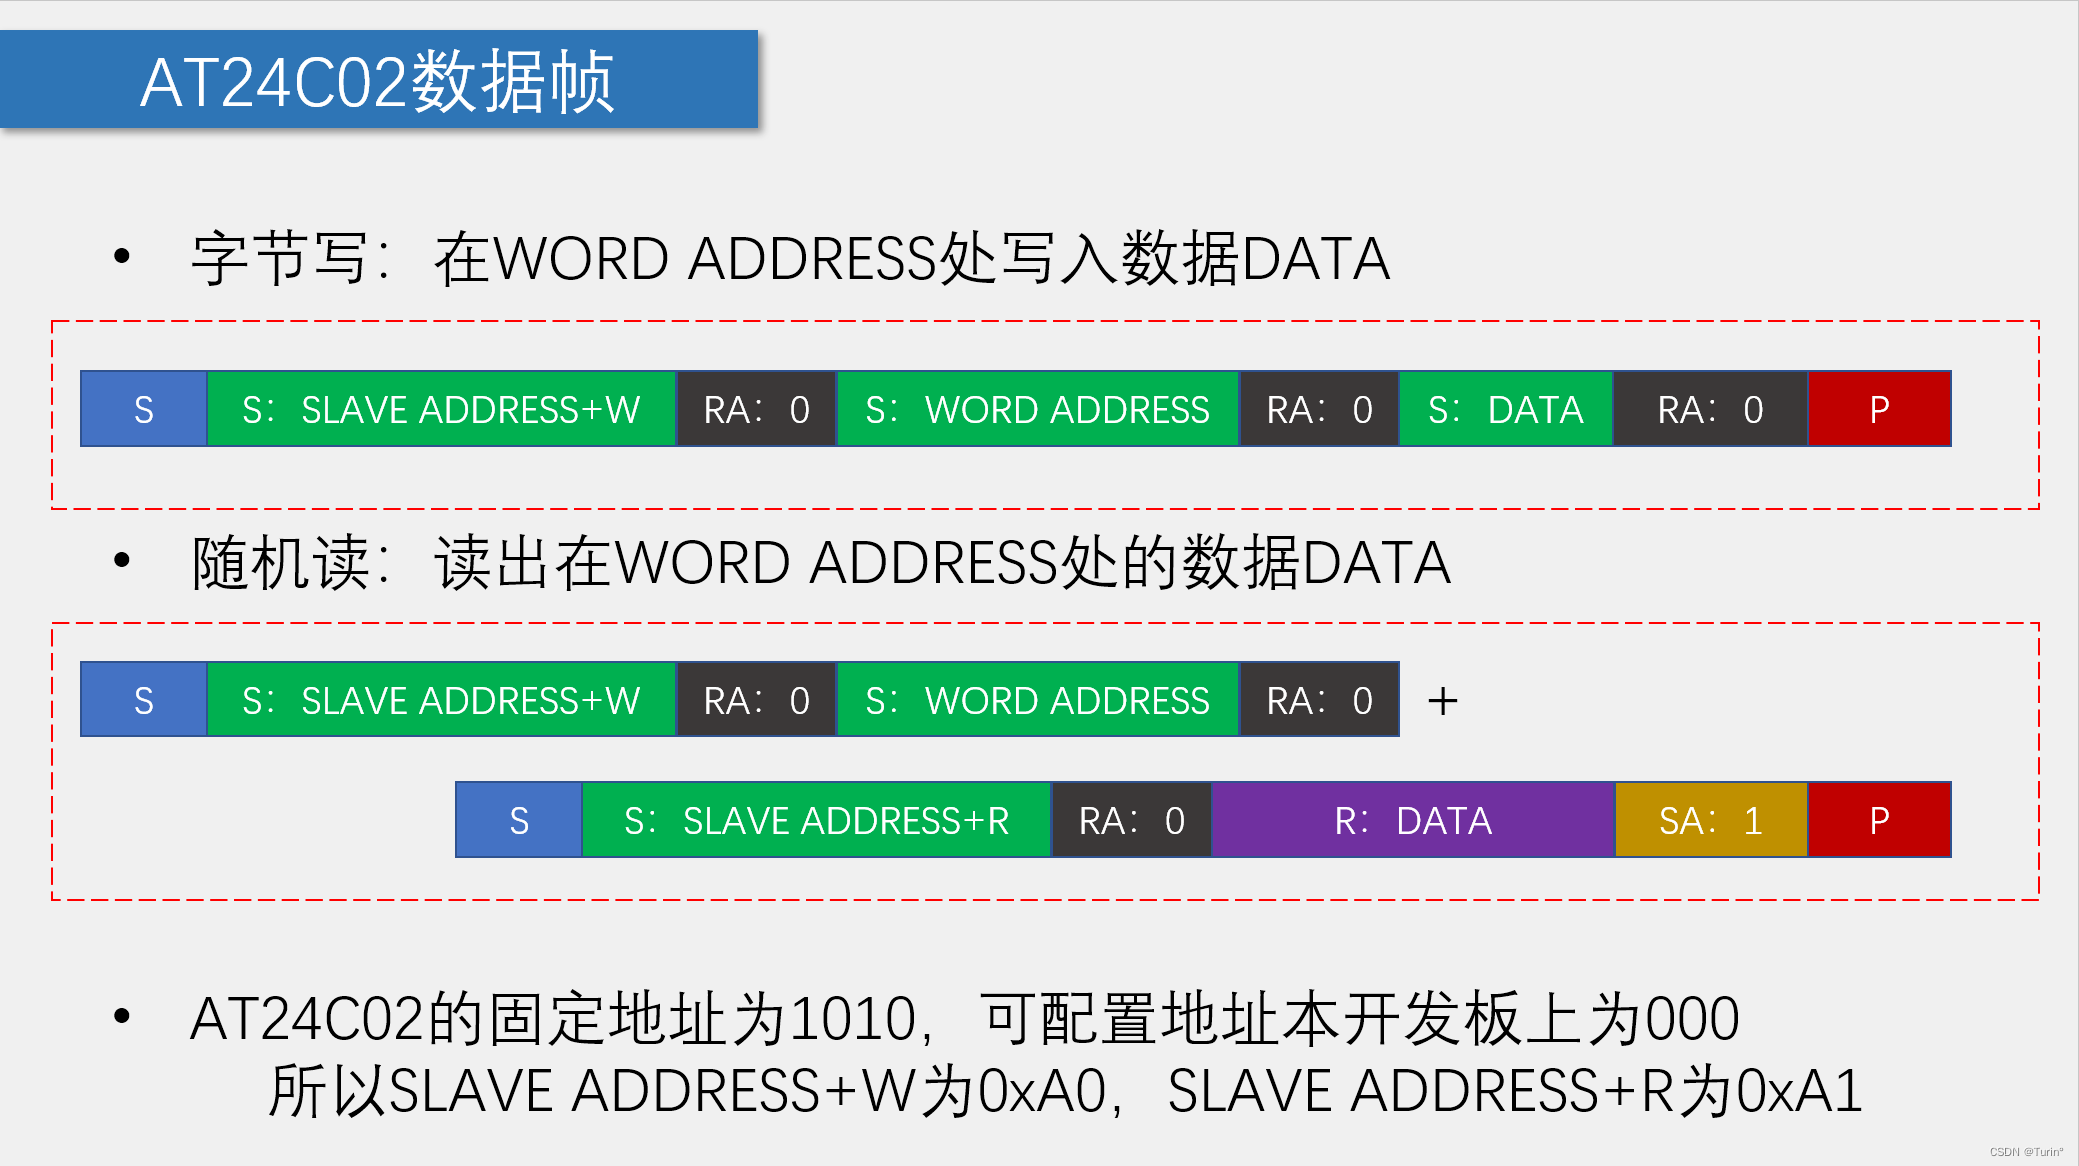 AT24C02数据帧
• 字节写：在WORD ADDRESS处写入数据DATA
S S：SLAVE ADDRESS+W RA：0 S：WORD ADDRESS RA：0 S：DATA RA：0 P
• 随机读：读出在WORD ADDRESS处的数据DATA
S S：SLAVE ADDRESS+W RA：0 S：WORD ADDRESS RA：0 +
S S：SLAVE ADDRESS+R RA：0 R：DATA SA：1 P
• AT24C02的固定地址为1010，可配置地址本开发板上为000
所以SLAVE ADDRESS+W为0xA0，SLAVE ADDRESS+R为0xA1
CSDN @Turin°